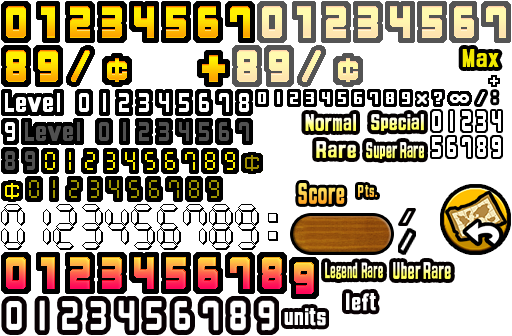 01234567 01234567
89/¢ +89/¢ Max
+
Level 012345678 0123456789x?∞/:
9 Level 01234567 Normal Special 01234
89 0123456789¢ Rare Super Rare 56789
¢0123456789
Score Pts.
0123456789: /
/
0123456789 Legend Rare Uber Rare
0123456789 units left